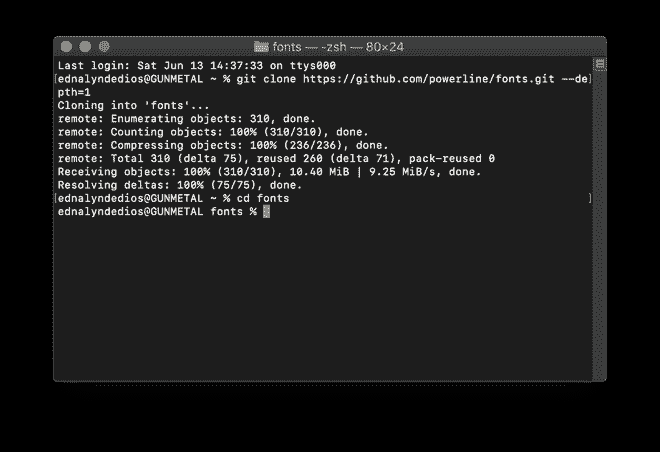 fonts — -zsh — 80×24
Last login: Sat Jun 13 14:37:33 on ttys000
[ednalyndedios@GUNMETAL ~ % git clone https://github.com/powerline/fonts.git --de]
pth=1
Cloning into 'fonts'...
remote: Enumerating objects: 310, done.
remote: Counting objects: 100% (310/310), done.
remote: Compressing objects: 100% (236/236), done.
remote: Total 310 (delta 75), reused 260 (delta 71), pack-reused 0
Receiving objects: 100% (310/310), 10.40 MiB | 9.25 MiB/s, done.
Resolving deltas: 100% (75/75), done.
[ednalyndedios@GUNMETAL ~ % cd fonts ]
ednalyndedios@GUNMETAL fonts %